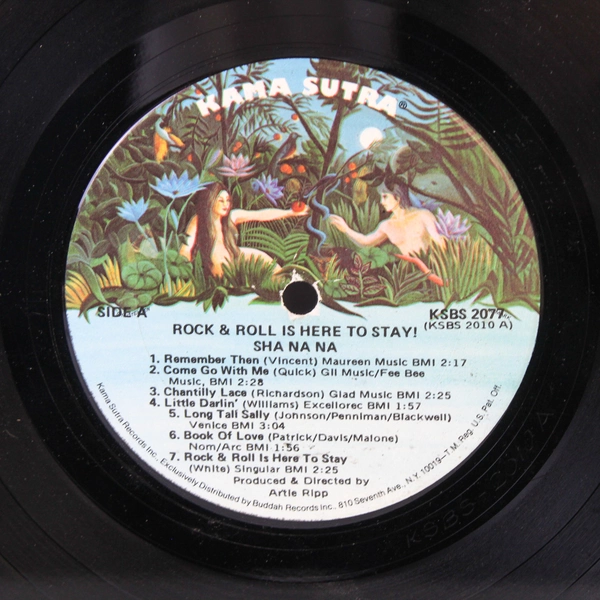 KAMA SUTRA®
SIDE A
KSBS 2077
(KSBS 2010 A)
ROCK & ROLL IS HERE TO STAY!
SHA NA NA
1. Remember Then (Vincent) Maureen Music BMI 2:17
2. Come Go With Me (Quick) Gil Music/Fee Bee
Music, BMI 2:28
3. Chantilly Lace (Richardson) Glad Music BMI 2:25
4. Little Darlin' (Williams) Excellorec BMI 1:57
5. Long Tall Sally (Johnson/Penniman/Blackwell)
Venice BMI 3:04
6. Book Of Love (Patrick/Davis/Malone)
Nom/Arc BMI 1:56
7. Rock & Roll Is Here To Stay
(White) Singular BMI 2:25
Produced & Directed by
Artie Ripp
Kama Sutra Records Inc., Exclusively Distributed by Buddah Records Inc., 810 Seventh Ave., N.Y. 10019—T.M. Reg. U.S. Pat. Off.
KSBS